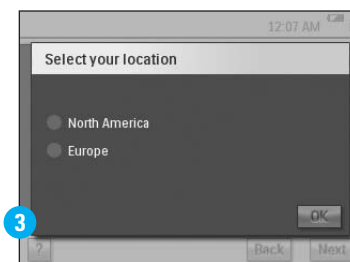 12:07 AM
Select your location
North America
Europe
OK
3
?
Back
Next